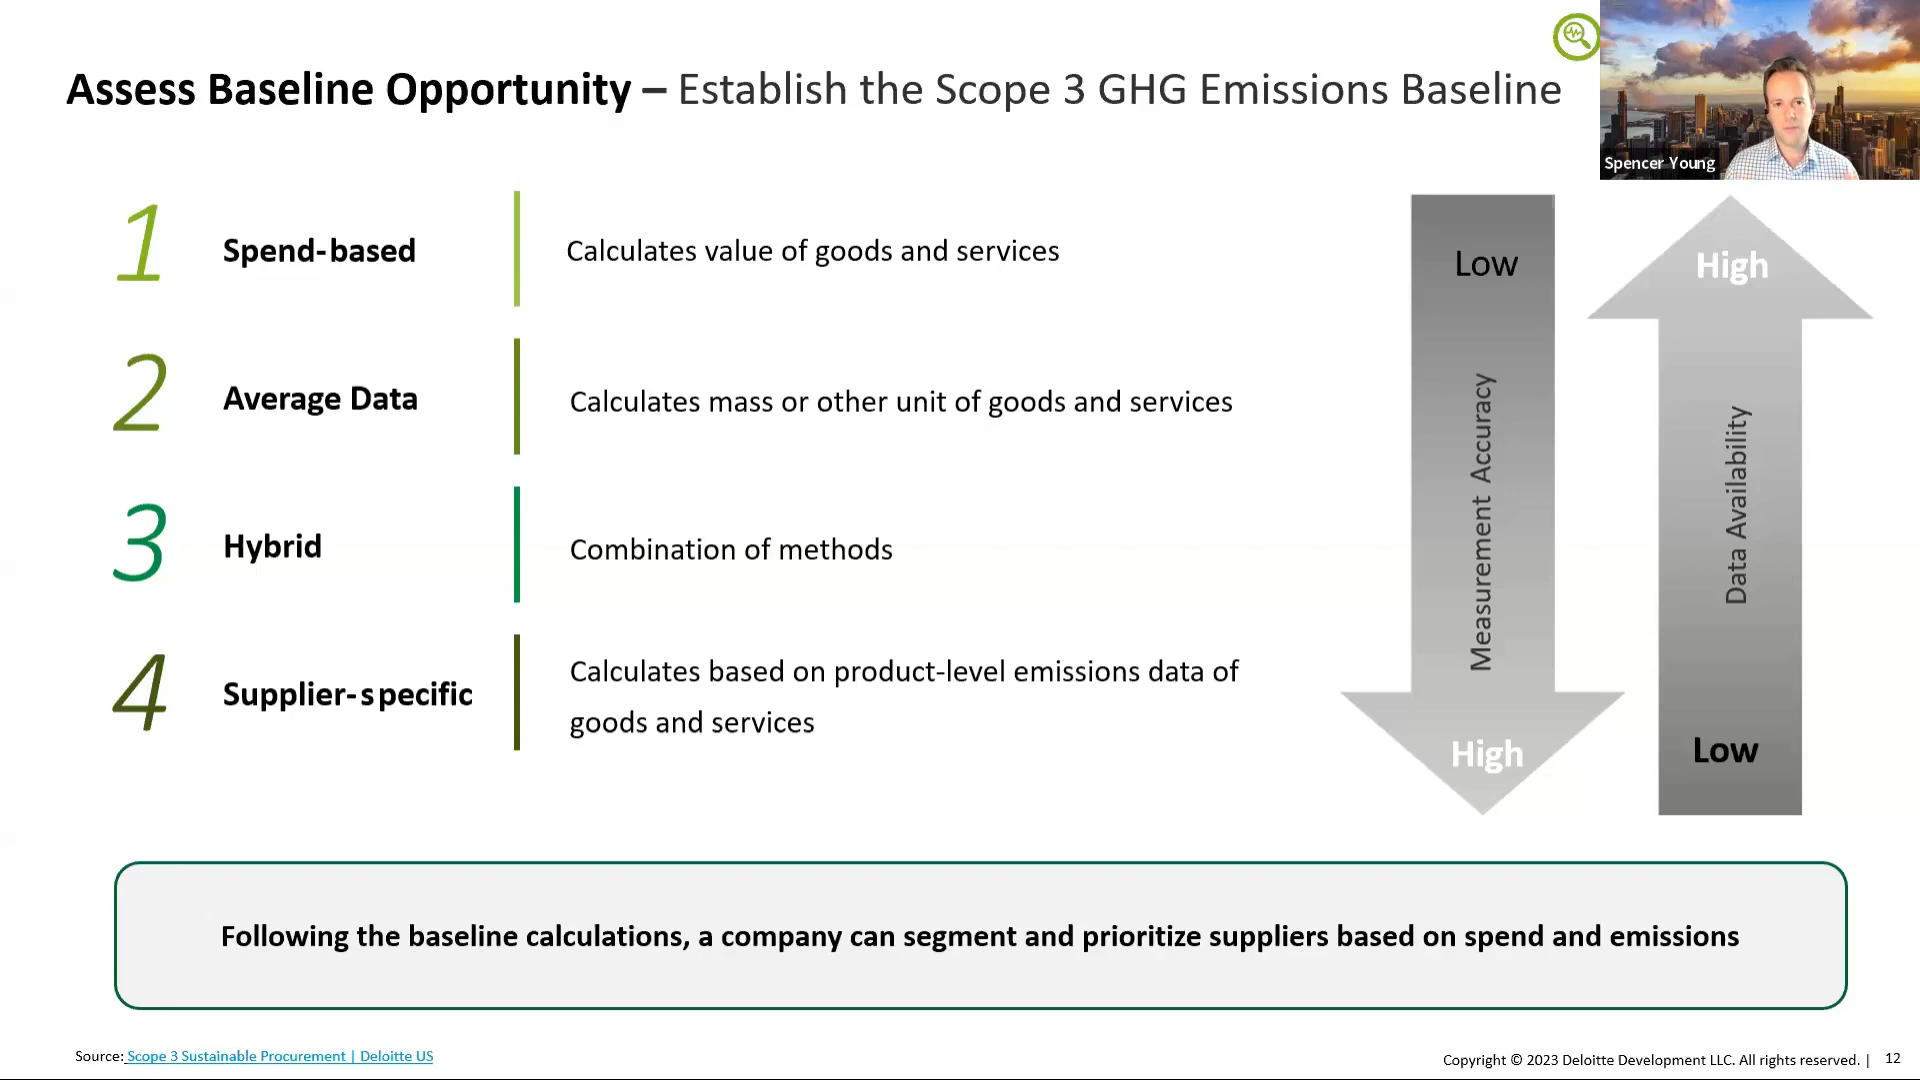 Assess Baseline Opportunity – Establish the Scope 3 GHG Emissions Baseline
Spencer Young
1 Spend-based Calculates value of goods and services
2 Average Data Calculates mass or other unit of goods and services
3 Hybrid Combination of methods
4 Supplier-specific Calculates based on product-level emissions data of
goods and services
Low
Measurement Accuracy
High
High
Data Availability
Low
Following the baseline calculations, a company can segment and prioritize suppliers based on spend and emissions
Source: Scope 3 Sustainable Procurement | Deloitte US
Copyright © 2023 Deloitte Development LLC. All rights reserved. | 12